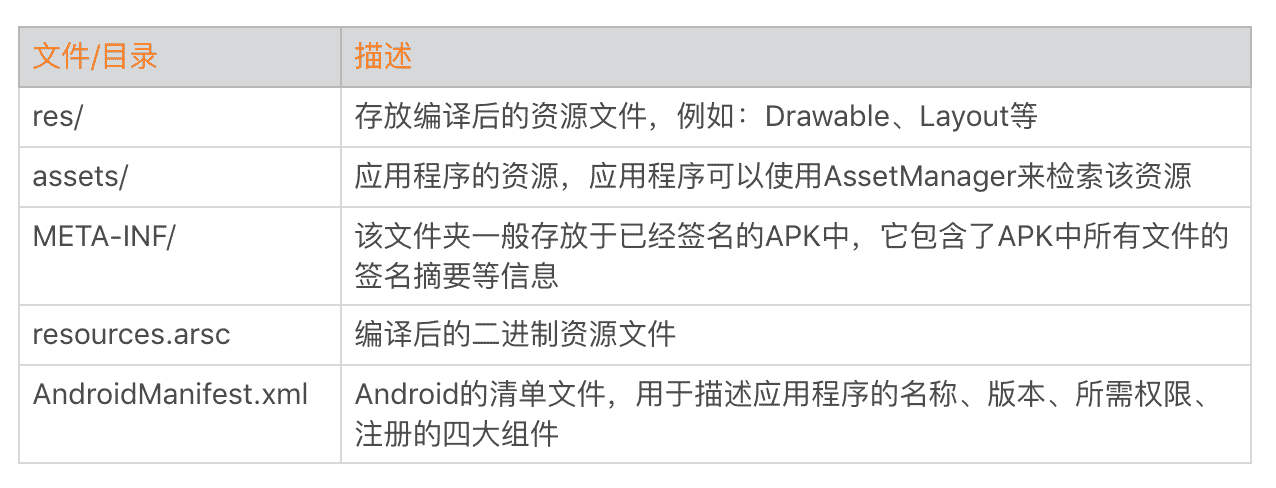 文件/目录
描述
res/
存放编译后的资源文件，例如：Drawable、Layout等
assets/
应用程序的资源，应用程序可以使用AssetManager来检索该资源
META-INF/
该文件夹一般存放于已经签名的APK中，它包含了APK中所有文件的
签名摘要等信息
resources.arsc
编译后的二进制资源文件
AndroidManifest.xml
Android的清单文件，用于描述应用程序的名称、版本、所需权限、
注册的四大组件